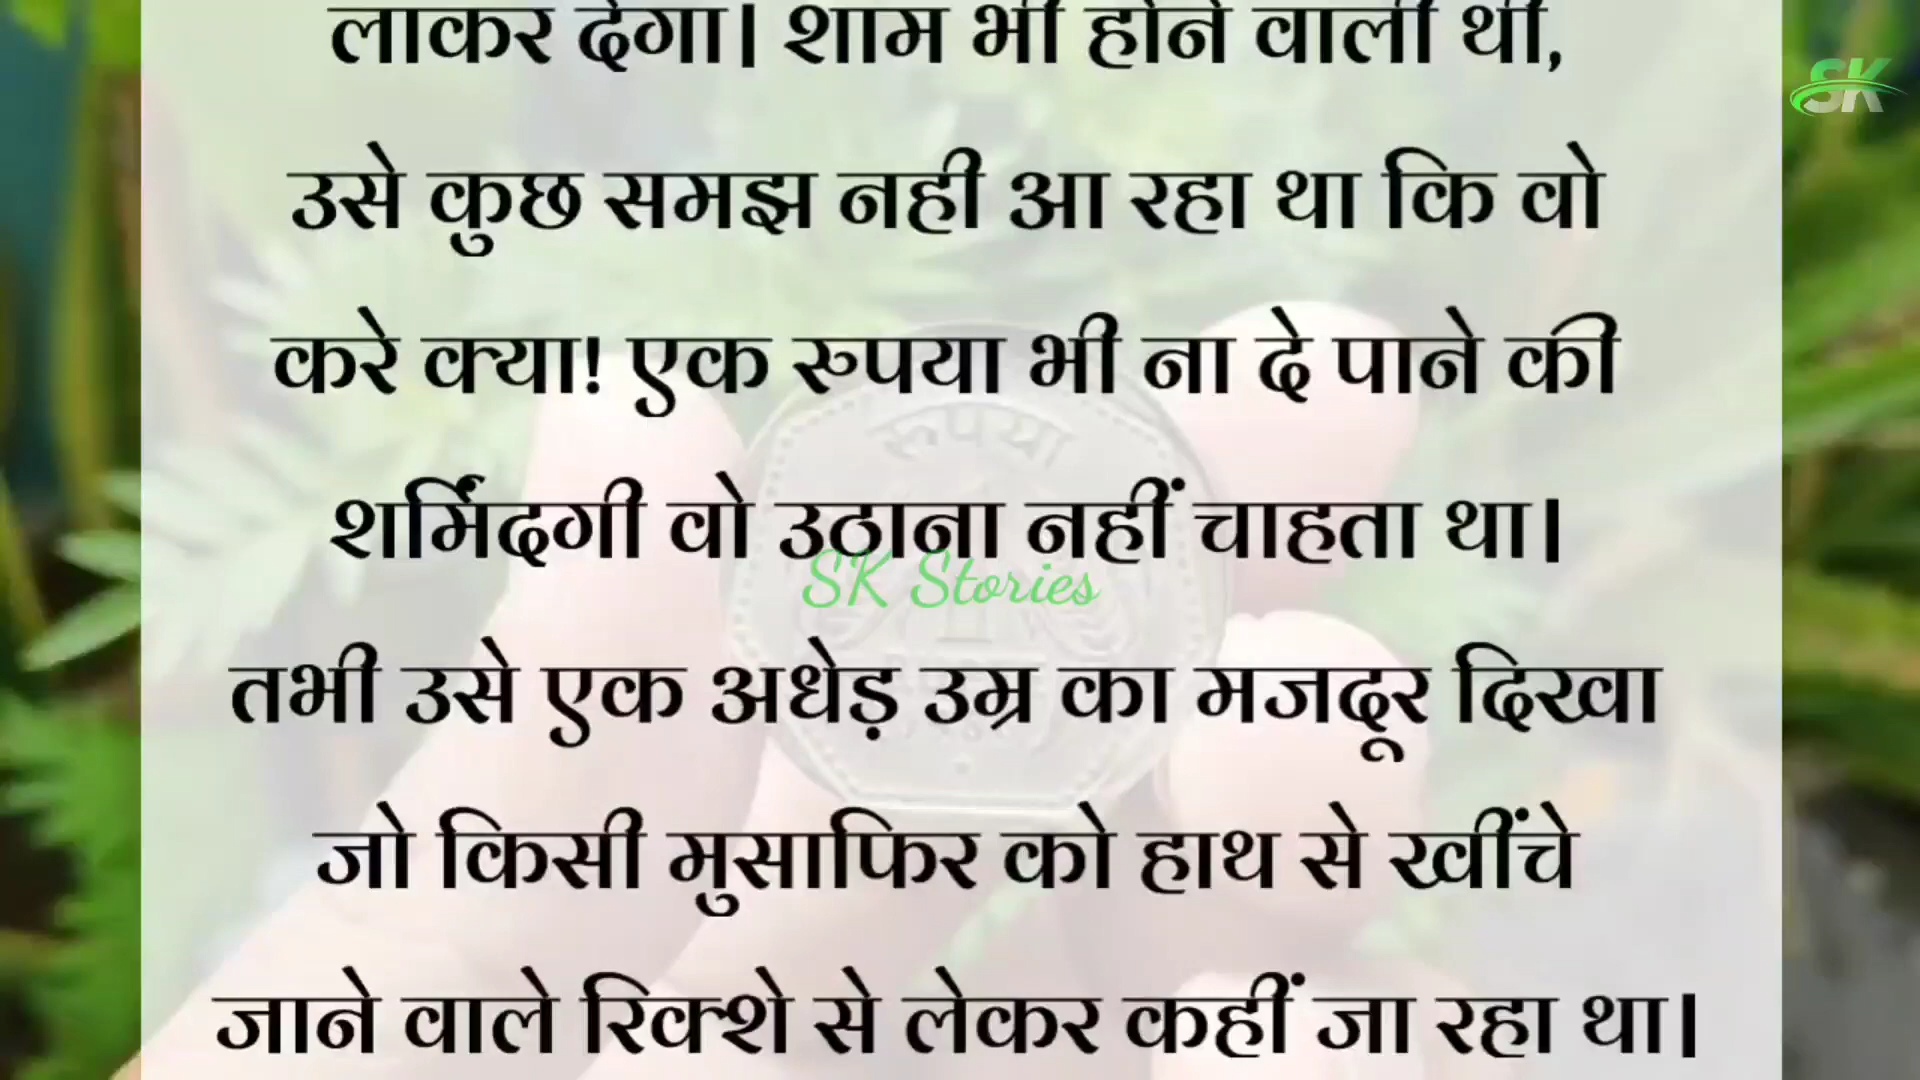 लाकर देगा। शाम भी होने वाली थी,
SK
उसे कुछ समझ नही आ रहा था कि वो
करे क्या! एक रुपया भी ना दे पाने की
रुपया
शर्मिंदगी वो उठाना नहीं चाहता था।
SK Stories
तभी उसे एक अधेड़ उम्र का मजदूर दिखा
जो किसी मुसाफिर को हाथ से खींचे
जाने वाले रिक्शे से लेकर कहीं जा रहा था।